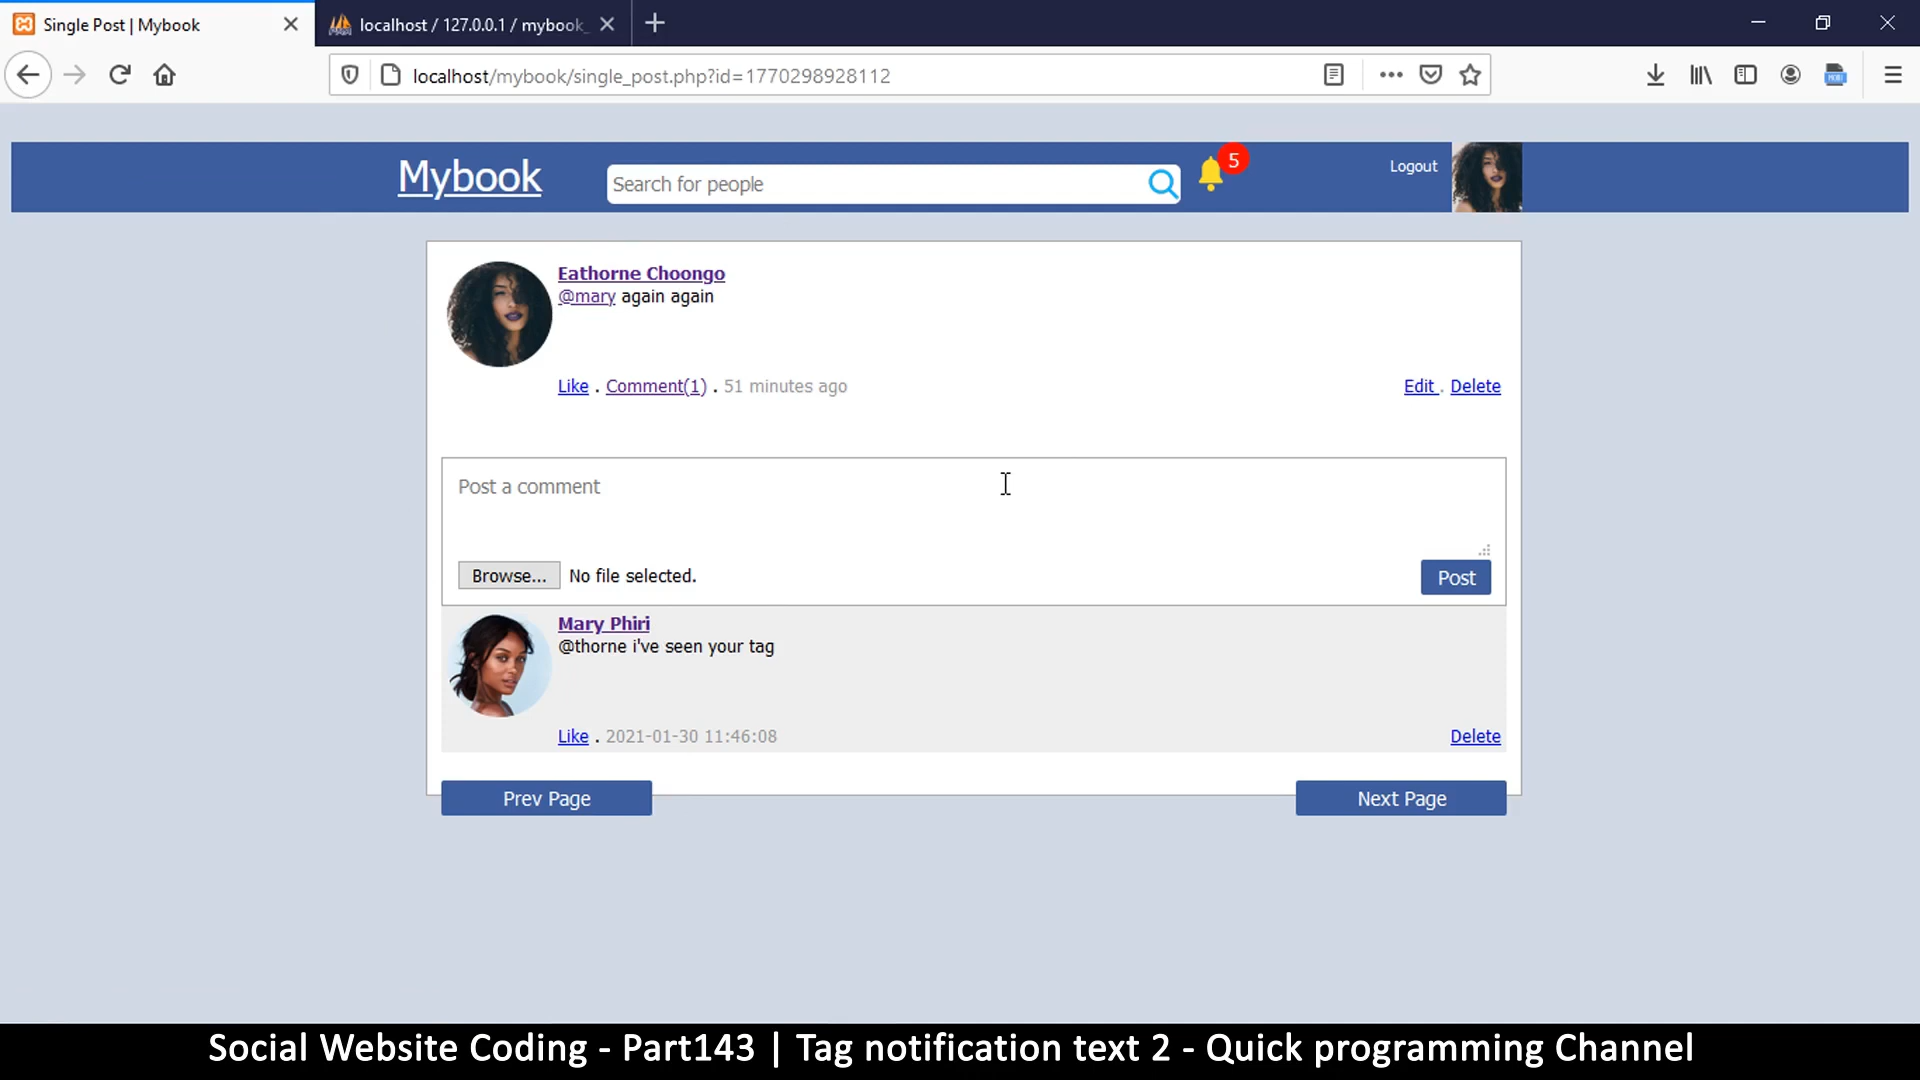 Single Post | Mybook
localhost / 127.0.0.1 / mybook_
localhost/mybook/single_post.php?id=1770298928112
Mybook
Search for people
5
Logout
Eathorne Choongo
@mary again again
Like . Comment(1) . 51 minutes ago
Edit . Delete
Post a comment
Browse... No file selected.
Post
Mary Phiri
@thorne i've seen your tag
Like . 2021-01-30 11:46:08
Delete
Prev Page
Next Page
Social Website Coding - Part143 | Tag notification text 2 - Quick programming Channel